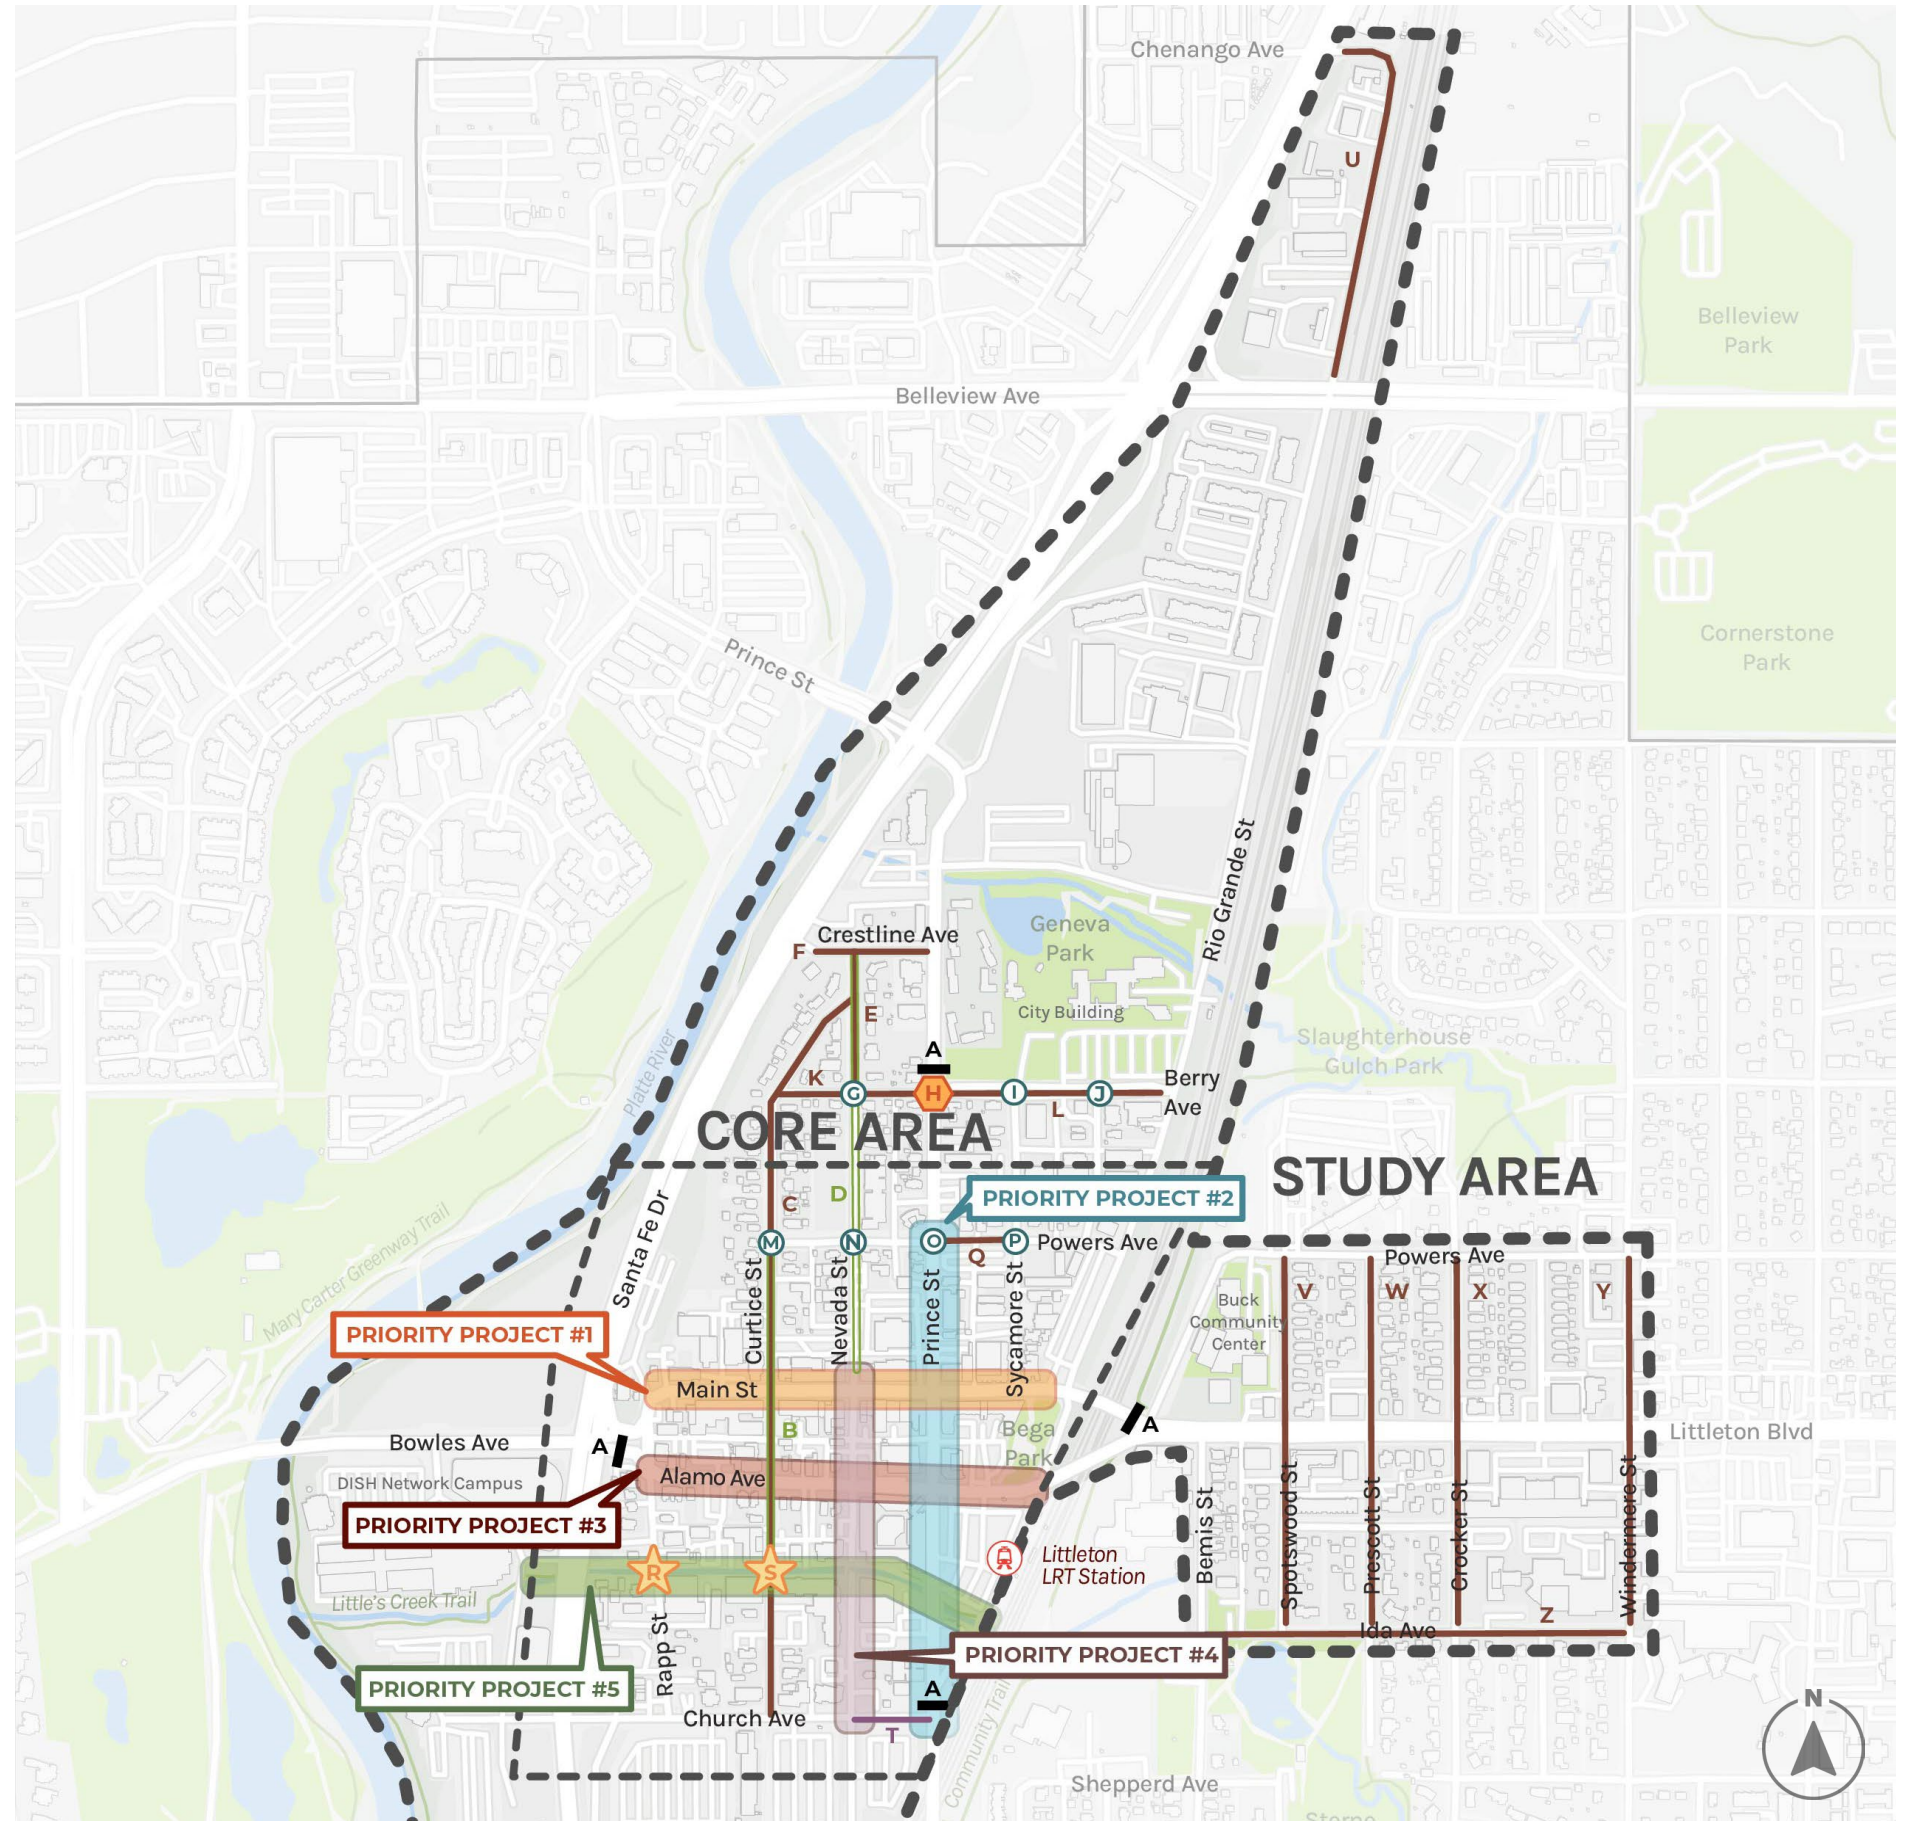 Chenango Ave
U
Belleview
Park
Belleview Ave
Cornerstone
Park
Prince St
Rio Grande St
Geneva
Park
Crestline Ave
F
E
City Building
Slaughterhouse
Gulch Park
Platte River
A
K
G
H
I
J
L
Berry
Ave
CORE AREA
STUDY AREA
Santa Fe Dr
C
D
PRIORITY PROJECT #2
Mary Carter Greenway Trail
M
N
O
P
Q
Powers Ave
Powers Ave
Curtice St
Nevada St
Prince St
Sycamore St
V
W
X
Y
Buck
Community
Center
PRIORITY PROJECT #1
Main St
B
Bega
Park
A
Littleton Blvd
Bowles Ave
A
DISH Network Campus
Alamo Ave
PRIORITY PROJECT #3
Bemis St
Spotswood St
Prescott St
Crocker St
Windermere St
Littleton
LRT Station
R
S
Little's Creek Trail
Rapp St
Z
Ida Ave
PRIORITY PROJECT #4
PRIORITY PROJECT #5
A
Church Ave
T
Community Trail
Shepperd Ave
N